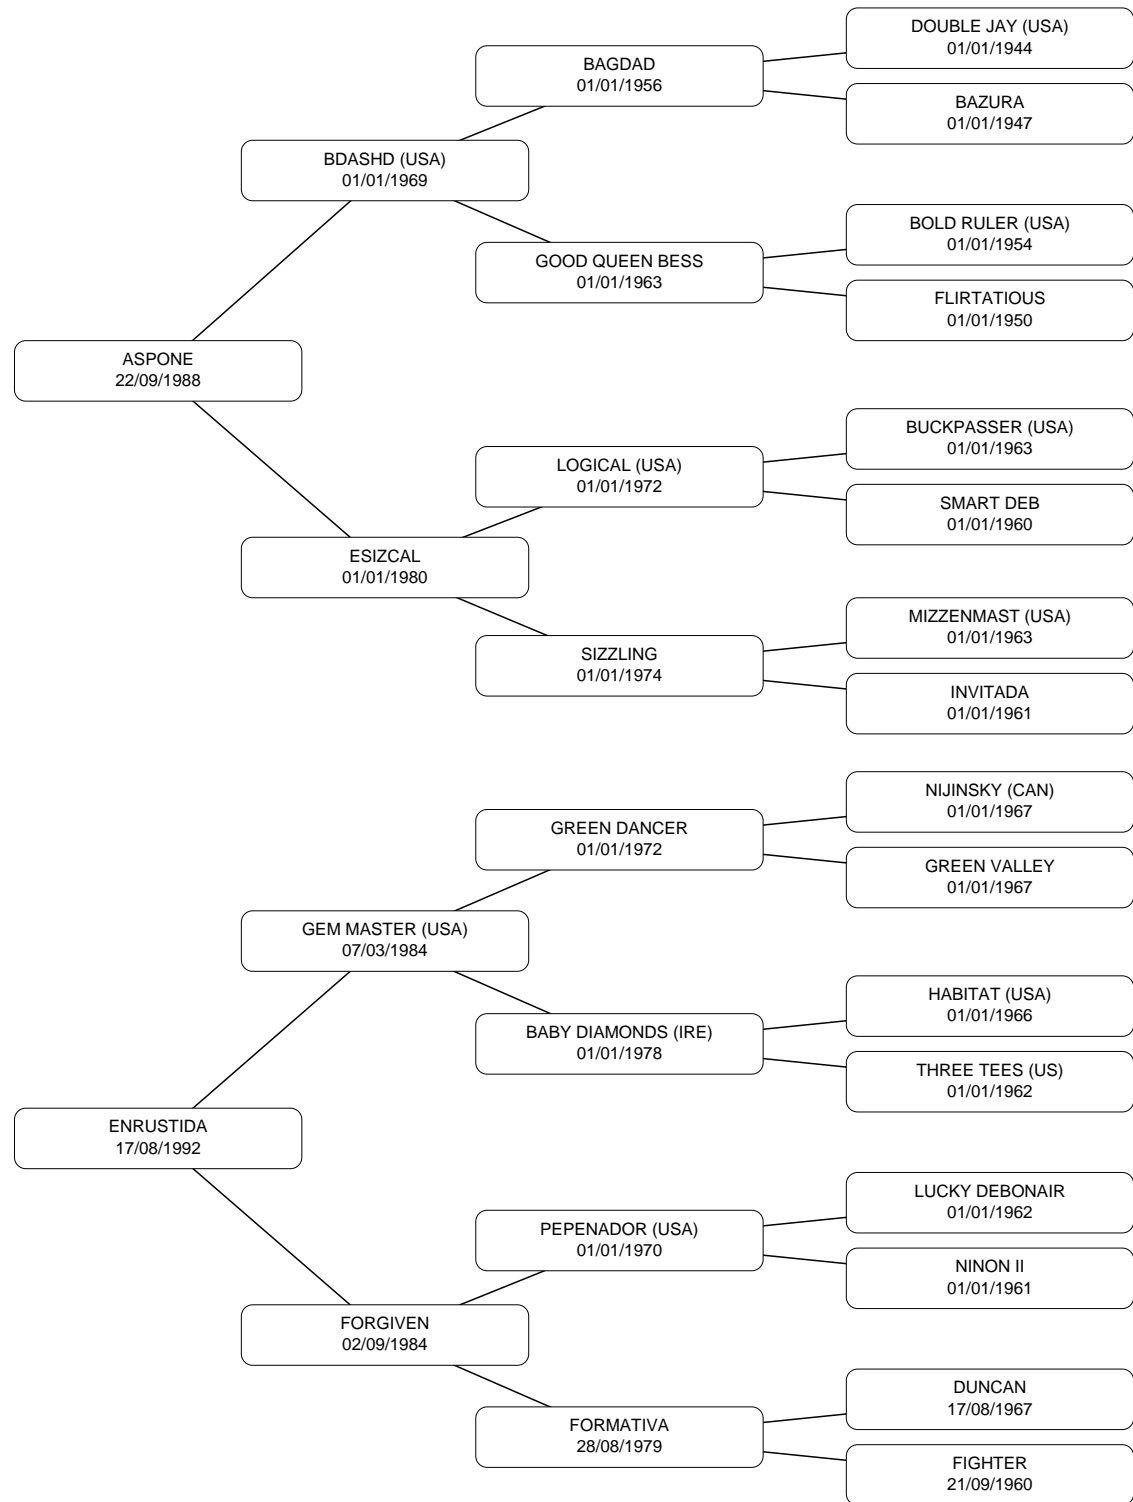 DOUBLE JAY (USA)
01/01/1944
BAGDAD
01/01/1956
BAZURA
01/01/1947
BDASHD (USA)
01/01/1969
BOLD RULER (USA)
01/01/1954
GOOD QUEEN BESS
01/01/1963
FLIRTATIOUS
01/01/1950
ASPONE
22/09/1988
BUCKPASSER (USA)
01/01/1963
LOGICAL (USA)
01/01/1972
SMART DEB
01/01/1960
ESIZCAL
01/01/1980
MIZZENMAST (USA)
01/01/1963
SIZZLING
01/01/1974
INVITADA
01/01/1961
NIJINSKY (CAN)
01/01/1967
GREEN DANCER
01/01/1972
GREEN VALLEY
01/01/1967
GEM MASTER (USA)
07/03/1984
HABITAT (USA)
01/01/1966
BABY DIAMONDS (IRE)
01/01/1978
THREE TEES (US)
01/01/1962
ENRUSTIDA
17/08/1992
LUCKY DEBONAIR
01/01/1962
PEPENADOR (USA)
01/01/1970
NINON II
01/01/1961
FORGIVEN
02/09/1984
DUNCAN
17/08/1967
FORMATIVA
28/08/1979
FIGHTER
21/09/1960